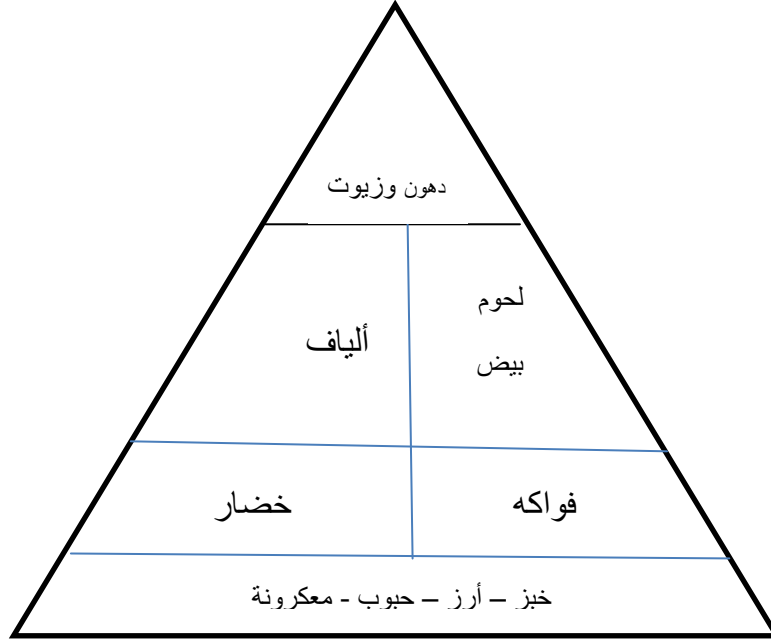 دهون وزيوت
لحوم
بيض
ألياف
فواكه
خضار
خبز – أرز – حبوب - معكرونة